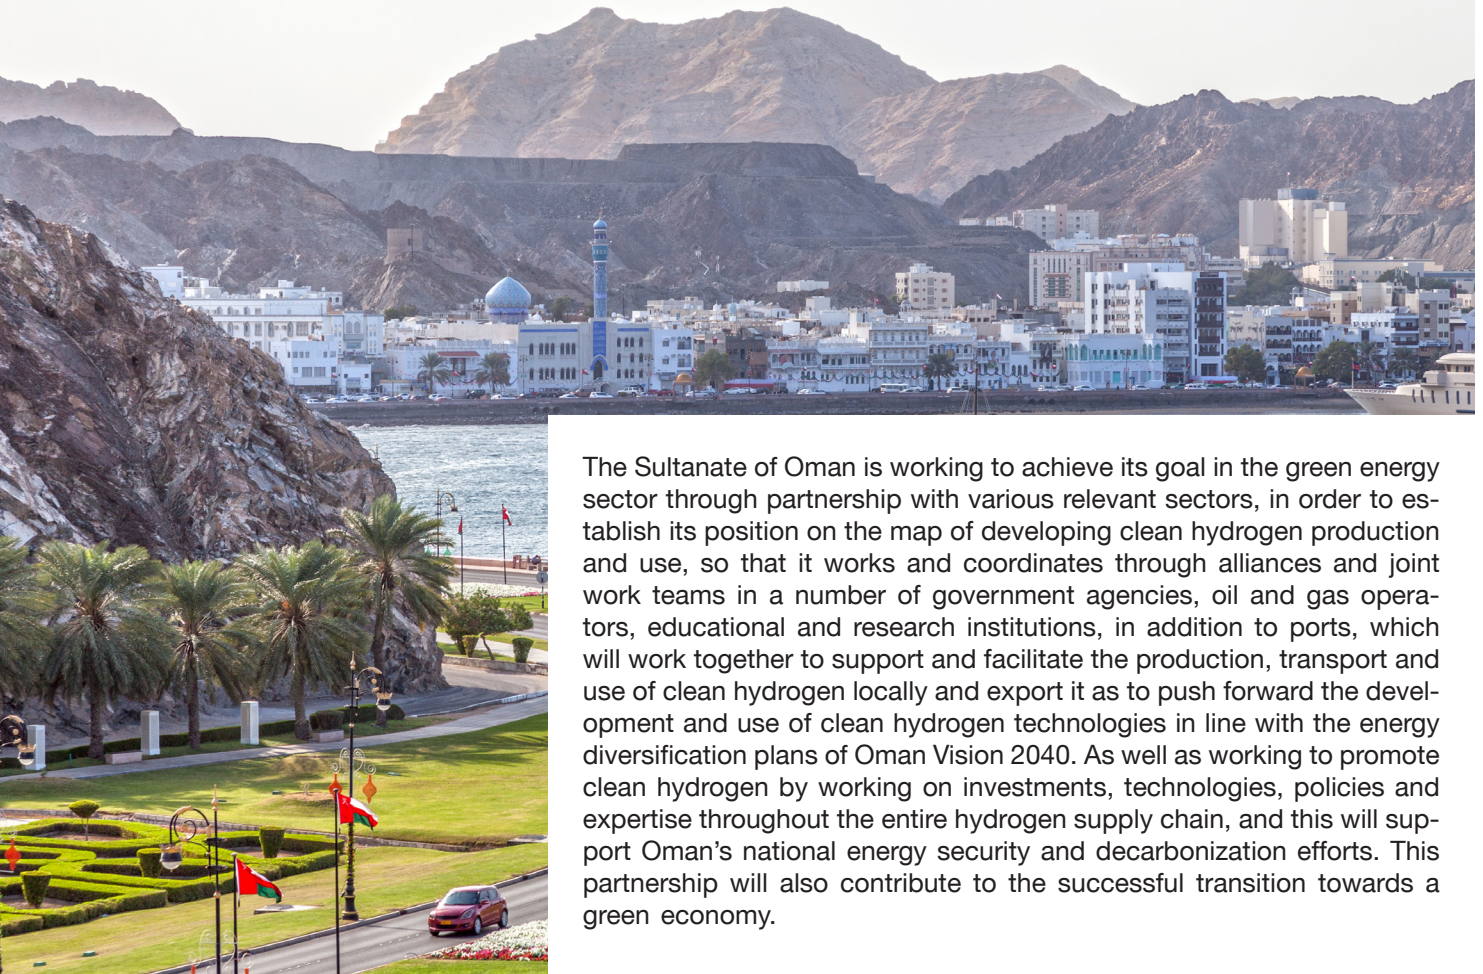 The Sultanate of Oman is working to achieve its goal in the green energy
sector through partnership with various relevant sectors, in order to es-
tablish its position on the map of developing clean hydrogen production
and use, so that it works and coordinates through alliances and joint
work teams in a number of government agencies, oil and gas opera-
tors, educational and research institutions, in addition to ports, which
will work together to support and facilitate the production, transport and
use of clean hydrogen locally and export it as to push forward the devel-
opment and use of clean hydrogen technologies in line with the energy
diversification plans of Oman Vision 2040. As well as working to promote
clean hydrogen by working on investments, technologies, policies and
expertise throughout the entire hydrogen supply chain, and this will sup-
port Oman’s national energy security and decarbonization efforts. This
partnership will also contribute to the successful transition towards a
green economy.